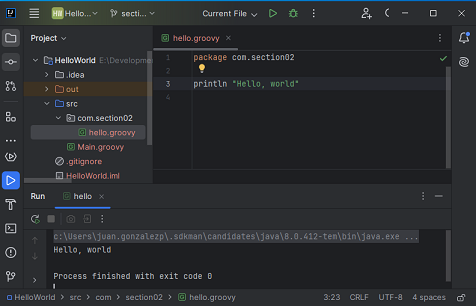 HW Hello...
secti...
Current File
Project
hello.groovy
HelloWorld E:\Developmen
.idea
out
src
com.section02
hello.groovy
Main.groovy
.gitignore
HelloWorld.iml
1 package com.section02
2
3 println "Hello, world"
4
Run
hello
c:\Users\juan.gonzalezp\.sdkman\candidates\java\8.0.412-tem\bin\java.exe ...
Hello, world
Process finished with exit code 0
HelloWorld > src > com > section02 > hello.groovy
3:23 CRLF UTF-8 4 spaces